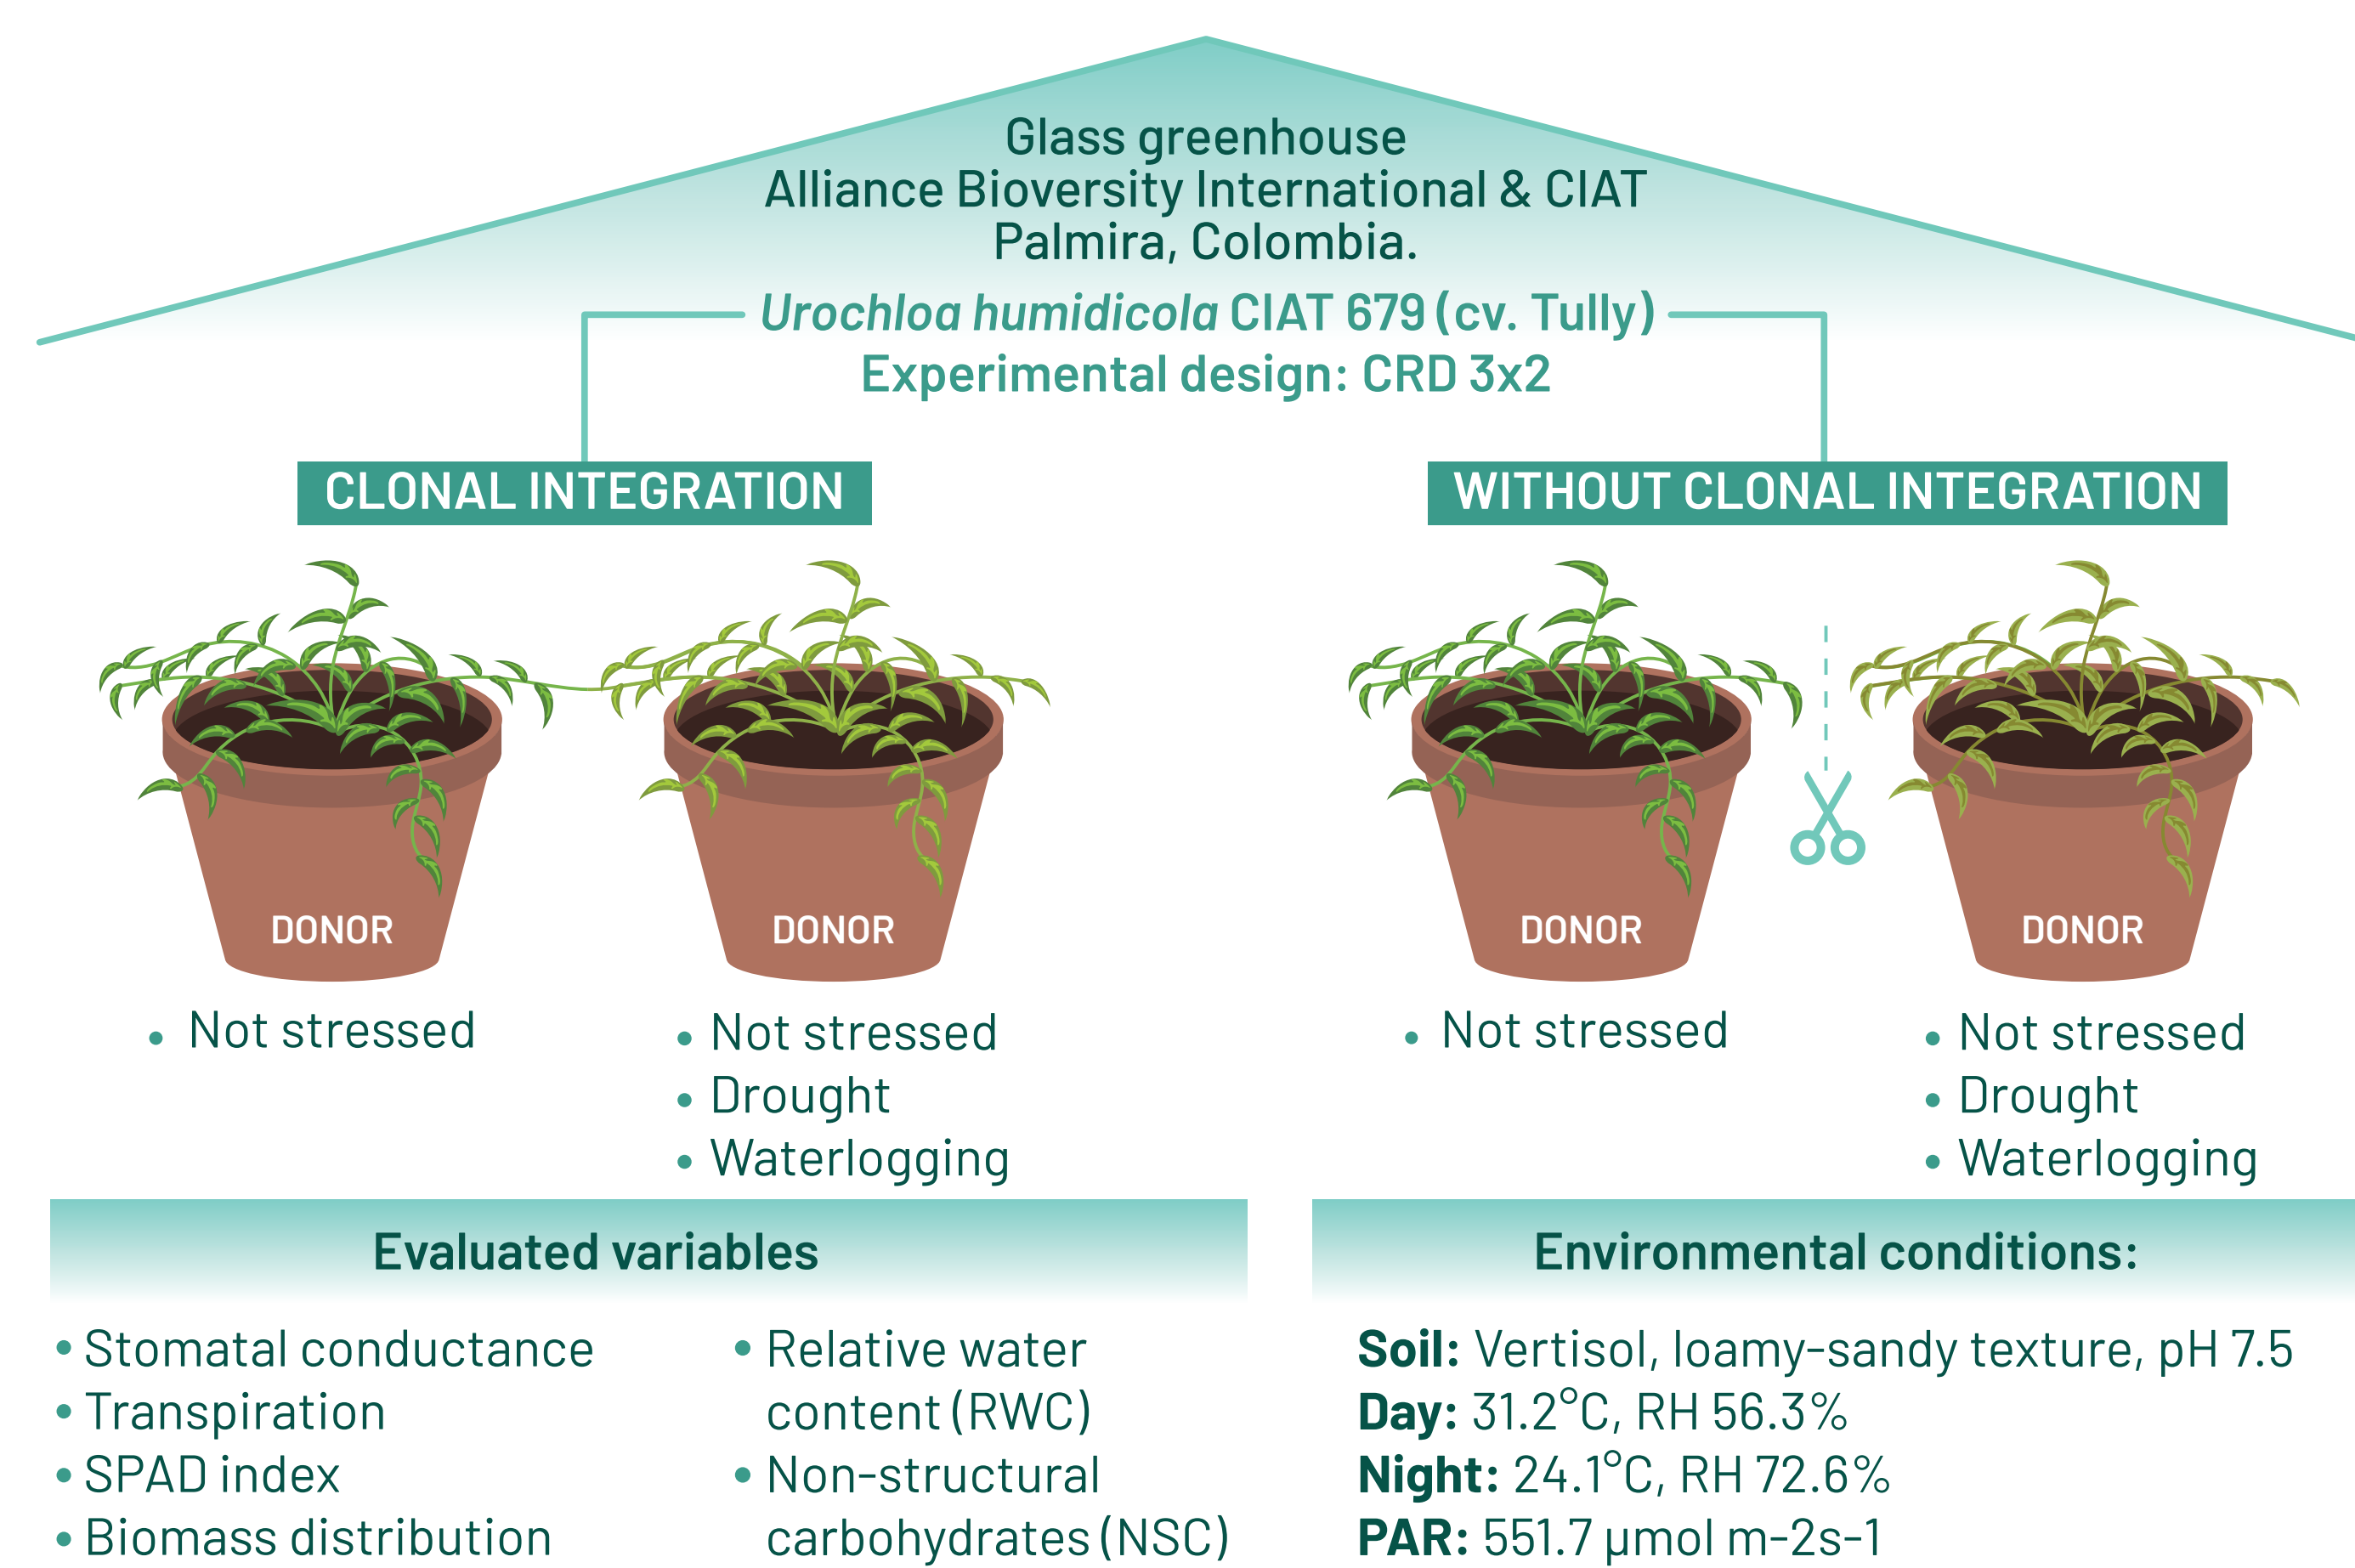 Glass greenhouse
Alliance Bioversity International & CIAT
Palmira, Colombia.
Urochloa humidicola CIAT 679 (cv. Tully)
Experimental design: CRD 3x2
CLONAL INTEGRATION
WITHOUT CLONAL INTEGRATION
DONOR
DONOR
DONOR
DONOR
• Not stressed
• Not stressed
• Drought
• Waterlogging
• Not stressed
• Not stressed
• Drought
• Waterlogging
Evaluated variables
• Stomatal conductance
• Transpiration
• SPAD index
• Biomass distribution
• Relative water
content (RWC)
• Non-structural
carbohydrates (NSC)
Environmental conditions:
Soil: Vertisol, loamy-sandy texture, pH 7.5
Day: 31.2°C, RH 56.3%
Night: 24.1°C, RH 72.6%
PAR: 551.7 µmol m-2s-1